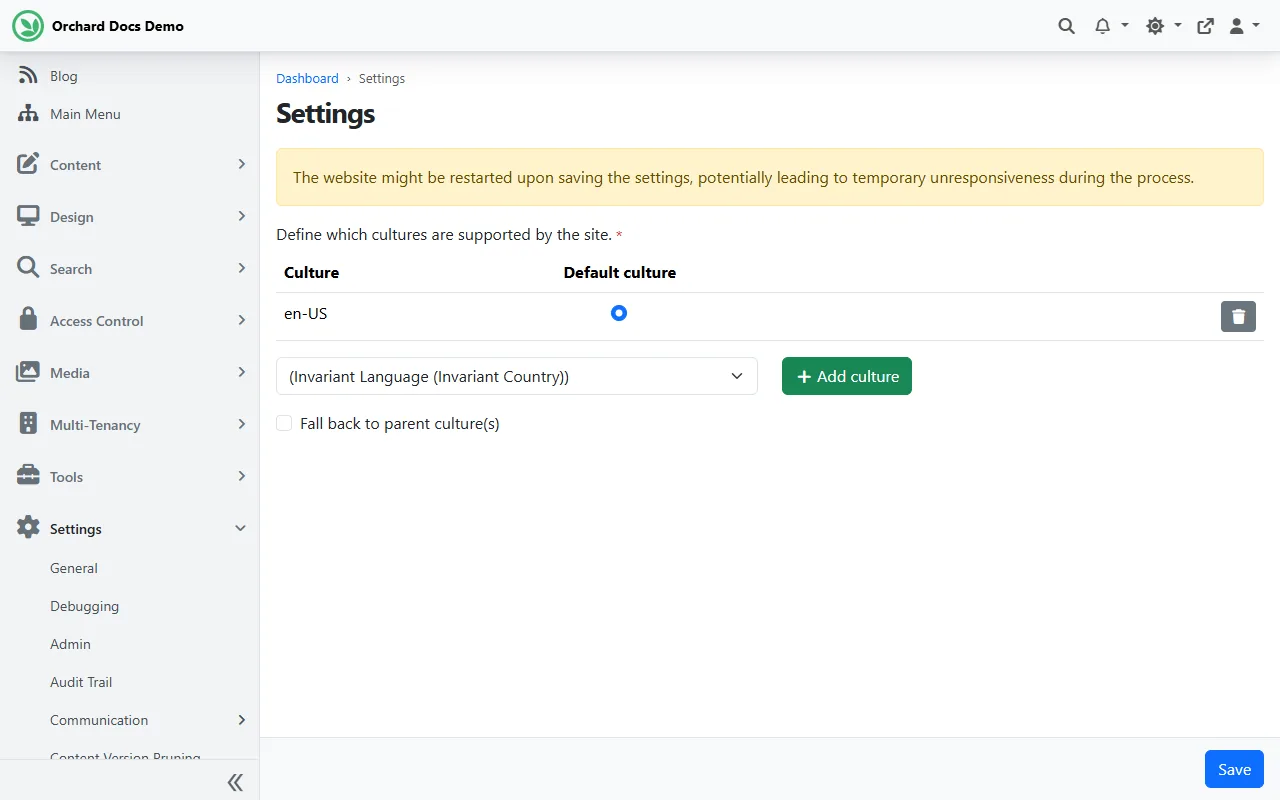 Orchard Docs Demo
Blog
Main Menu
Content
Design
Search
Access Control
Media
Multi-Tenancy
Tools
Settings
General
Debugging
Admin
Audit Trail
Communication
Content Version Pruning
Dashboard › Settings
Settings
The website might be restarted upon saving the settings, potentially leading to temporary unresponsiveness during the process.
Define which cultures are supported by the site. *
Culture Default culture
en-US
(Invariant Language (Invariant Country)) Add culture
Fall back to parent culture(s)
Save